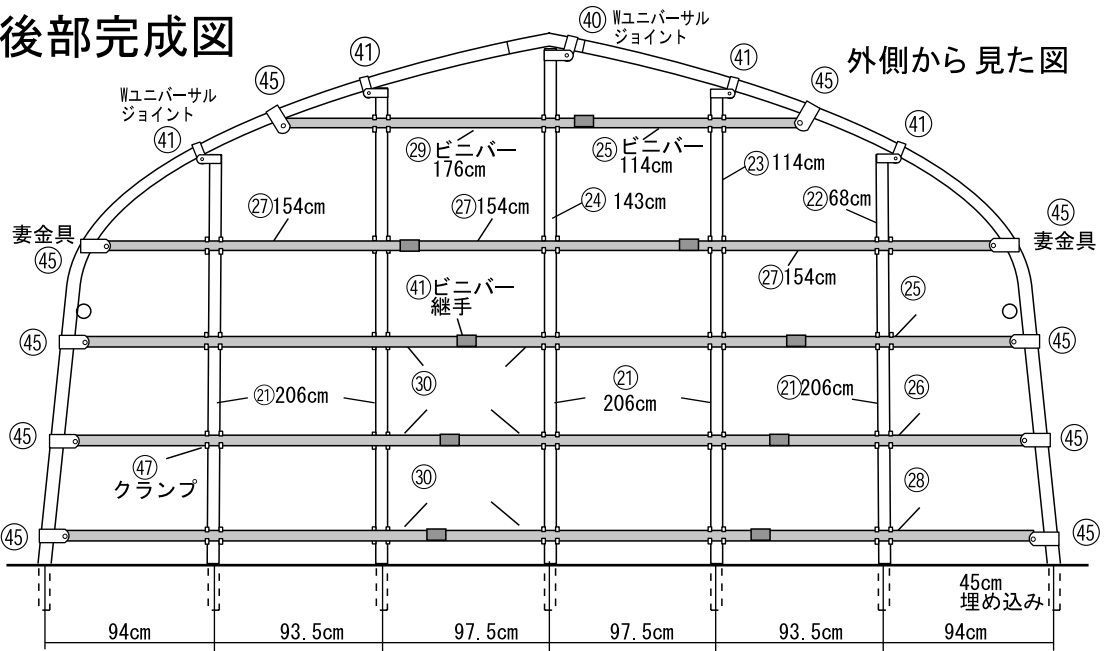 後部完成図
㊵ Wユニバーサル
ジョイント
外側から見た図
㊶
㊶
㊺
㊺
Wユニバーサル
ジョイント
㊶
㊶
㉙ ビニバー
176cm
㉕ ビニバー
114cm
㉓ 114cm
㉗154cm
㉗154cm
㉔ 143cm
㉒68cm
妻金具
㊺
㊺
妻金具
㉗154cm
㊶ビニバー
継手
㉕
㊺
㊺
㉚
㉑206cm
㉑
206cm
㉑206cm
㉖
㊺
㊺
㊼
クランプ
㉚
㉘
㊺
㊺
45cm
埋め込み
94cm
93.5cm
97.5cm
97.5cm
93.5cm
94cm